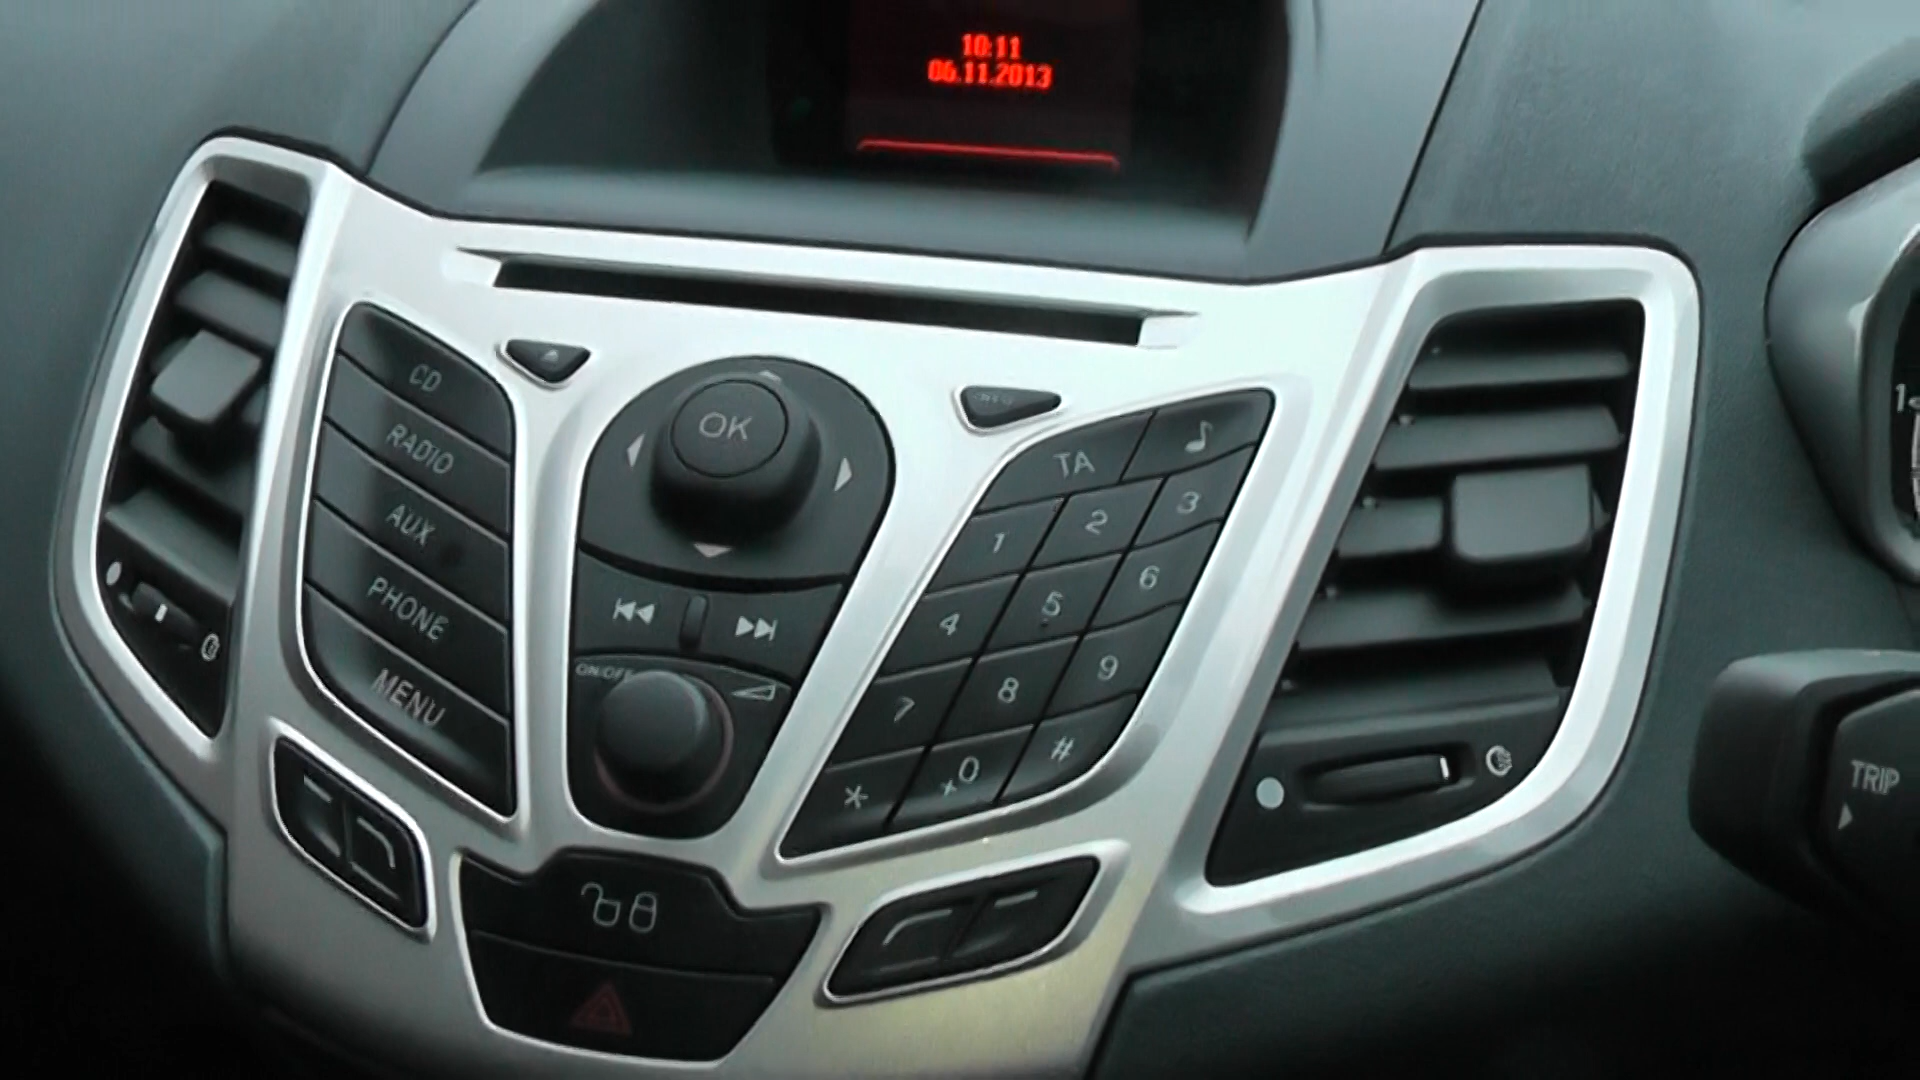 10:11
06.11.2013
CD
RADIO
AUX
PHONE
MENU
OK
ON/OFF
TA
1 2 3
4 5 6
7 8 9
* 0 #
TRIP
1